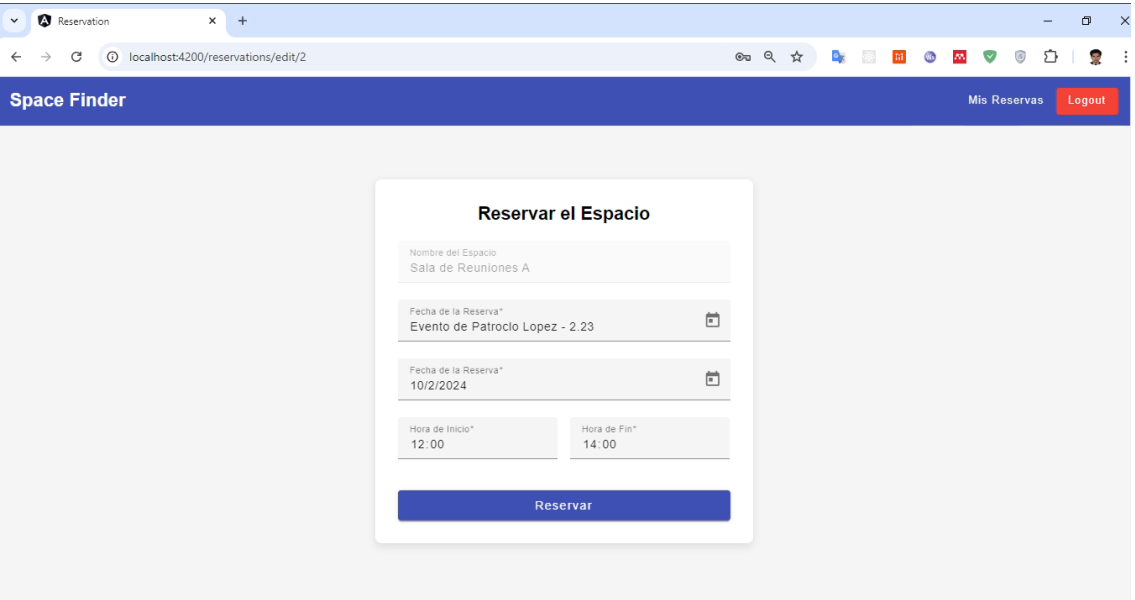 Reservation
localhost:4200/reservations/edit/2
Space Finder
Mis Reservas
Logout
Reservar el Espacio
Nombre del Espacio
Sala de Reuniones A
Fecha de la Reserva*
Evento de Patroclo Lopez - 2.23
Fecha de la Reserva*
10/2/2024
Hora de Inicio*
12:00
Hora de Fin*
14:00
Reservar